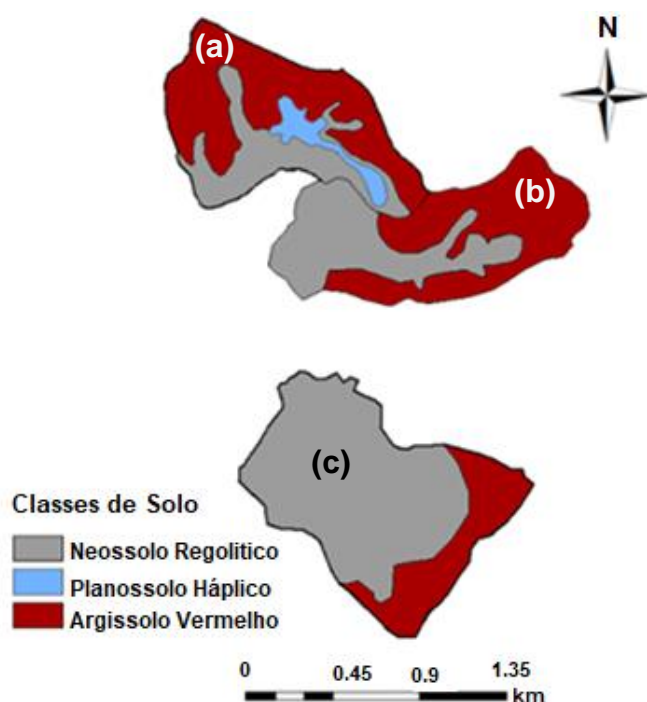 (a)
N
(b)
(c)
Classes de Solo
Neossolo Regolitico
Planossolo Háplico
Argissolo Vermelho
0 0.45 0.9 1.35
km